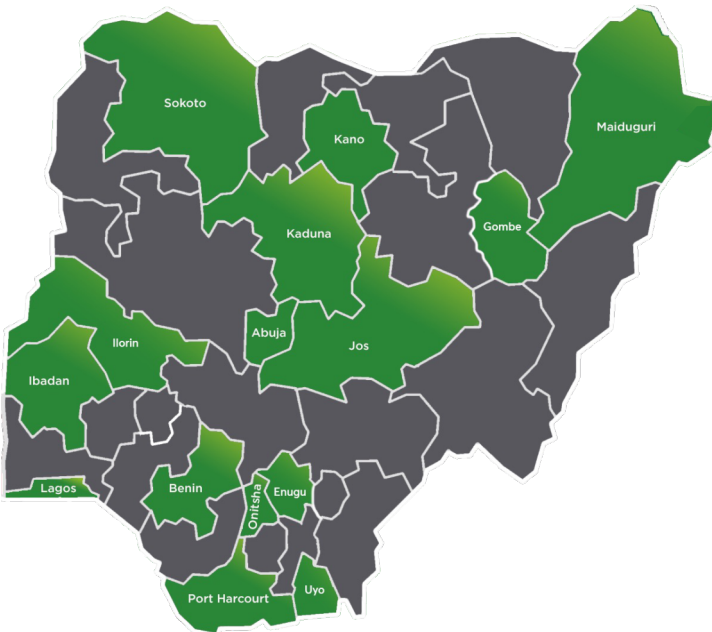 Sokoto
Maiduguri
Kano
Gombe
Kaduna
Abuja
Ilorin
Jos
Ibadan
Lagos
Benin
Onitsha
Enugu
Port Harcourt
Uyo